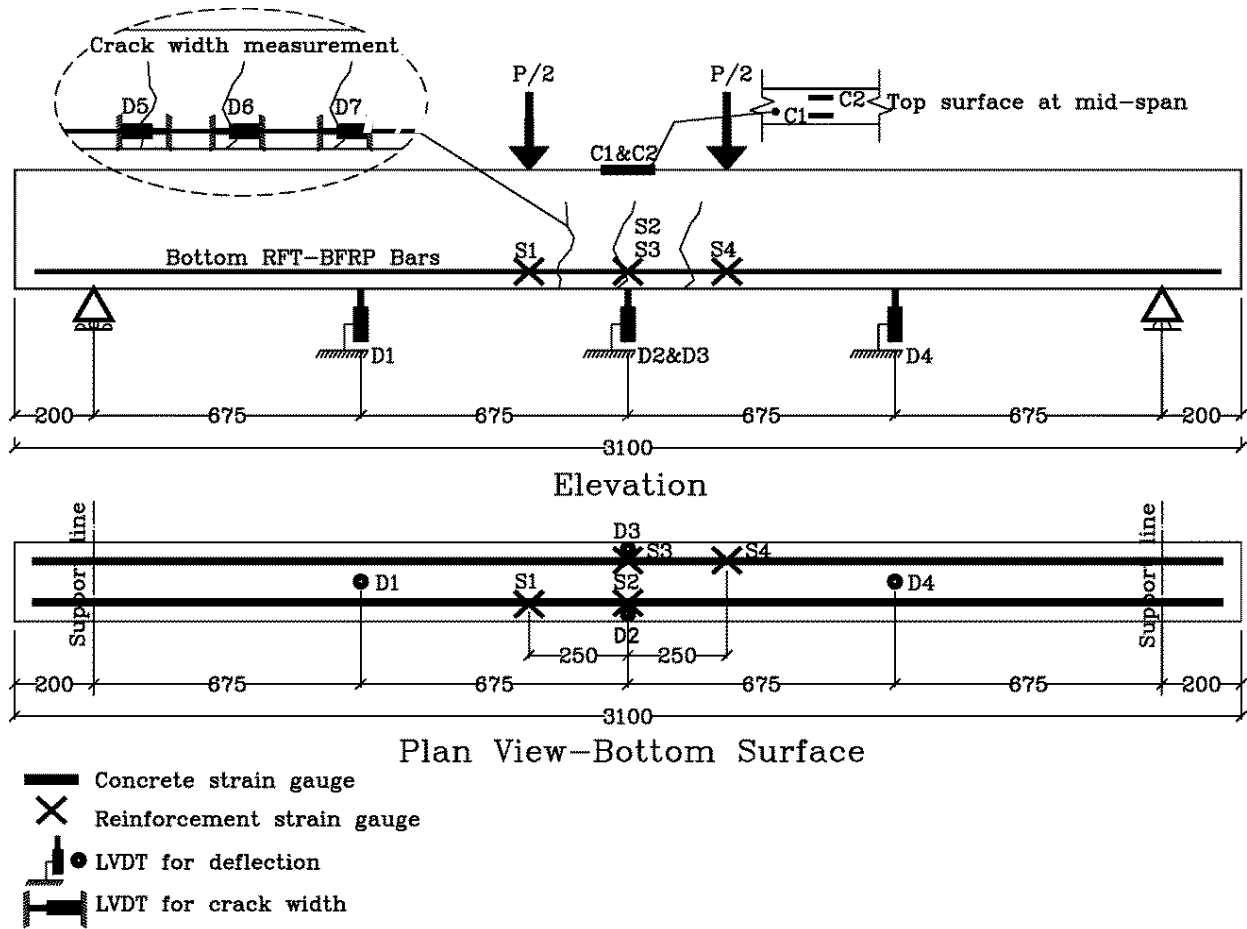 Crack width measurement
D5 D6 D7
P/2 P/2
C2
C1
Top surface at mid-span
C1&C2
S2
S1 S3 S4
Bottom RFT-BFRP Bars
D1 D2&D3 D4
200 675 675 675 675 200
3100
Elevation
Support line
Support line
D3
S3 S4
D1 S1 S2 D4
D2
250 250
200 675 675 675 675 200
3100
Plan View-Bottom Surface
Concrete strain gauge
Reinforcement strain gauge
LVDT for deflection
LVDT for crack width